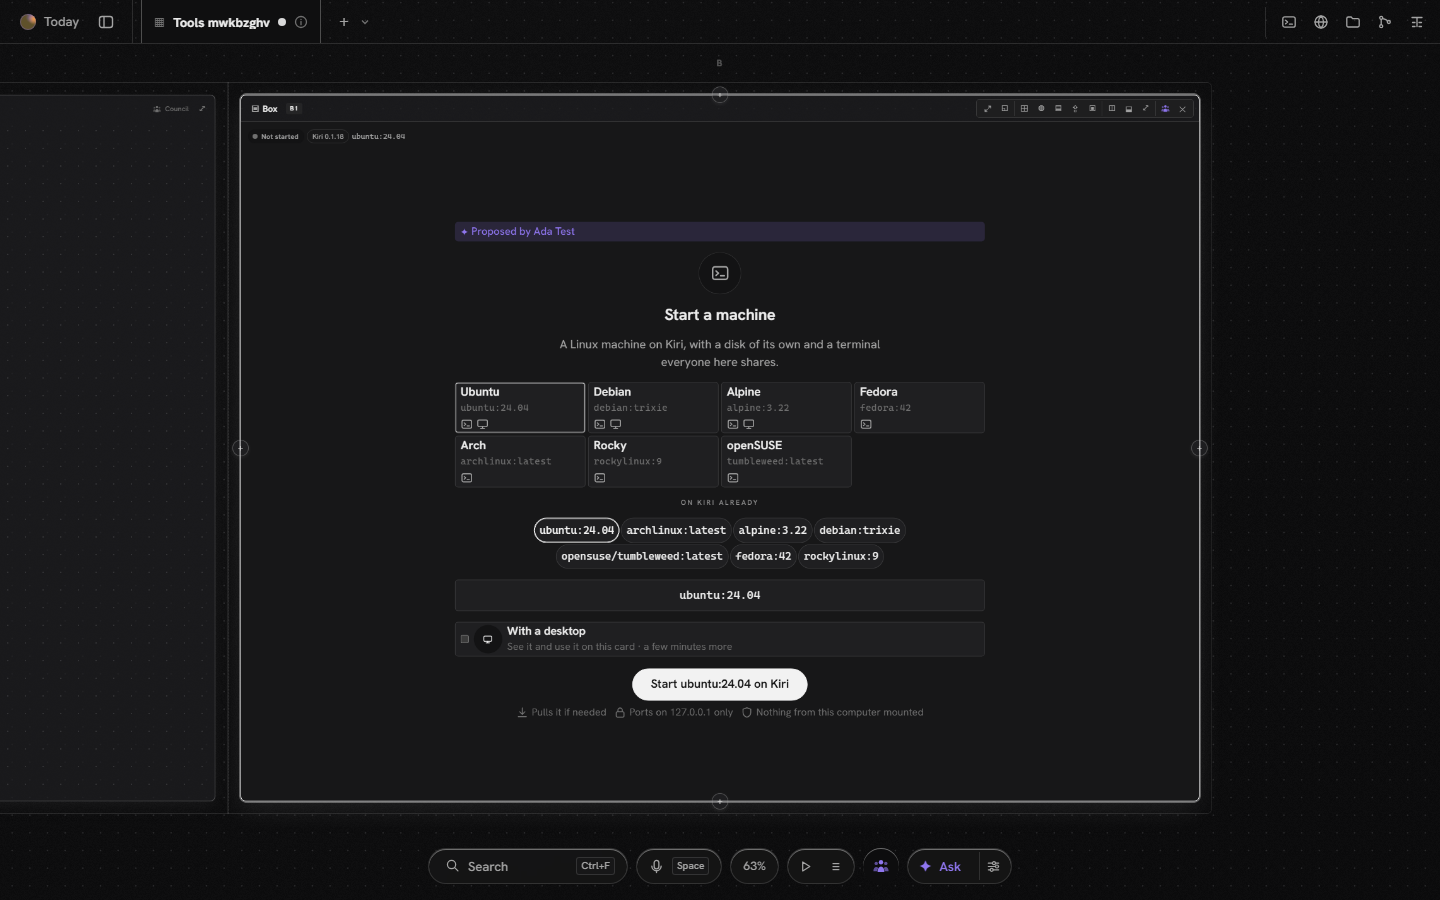 Today
Tools mwkbzghv
B
Council
Box B1
Not started Kiri 0.1.18 ubuntu:24.04
Proposed by Ada Test
Start a machine
A Linux machine on Kiri, with a disk of its own and a terminal
everyone here shares.
Ubuntu Debian Alpine Fedora
ubuntu:24.04 debian:trixie alpine:3.22 fedora:42
Arch Rocky openSUSE
archlinux:latest rockylinux:9 tumbleweed:latest
ON KIRI ALREADY
ubuntu:24.04 archlinux:latest alpine:3.22 debian:trixie
opensuse/tumbleweed:latest fedora:42 rockylinux:9
ubuntu:24.04
With a desktop
See it and use it on this card · a few minutes more
Start ubuntu:24.04 on Kiri
Pulls it if needed Ports on 127.0.0.1 only Nothing from this computer mounted
Search Ctrl+F Space 63% Ask